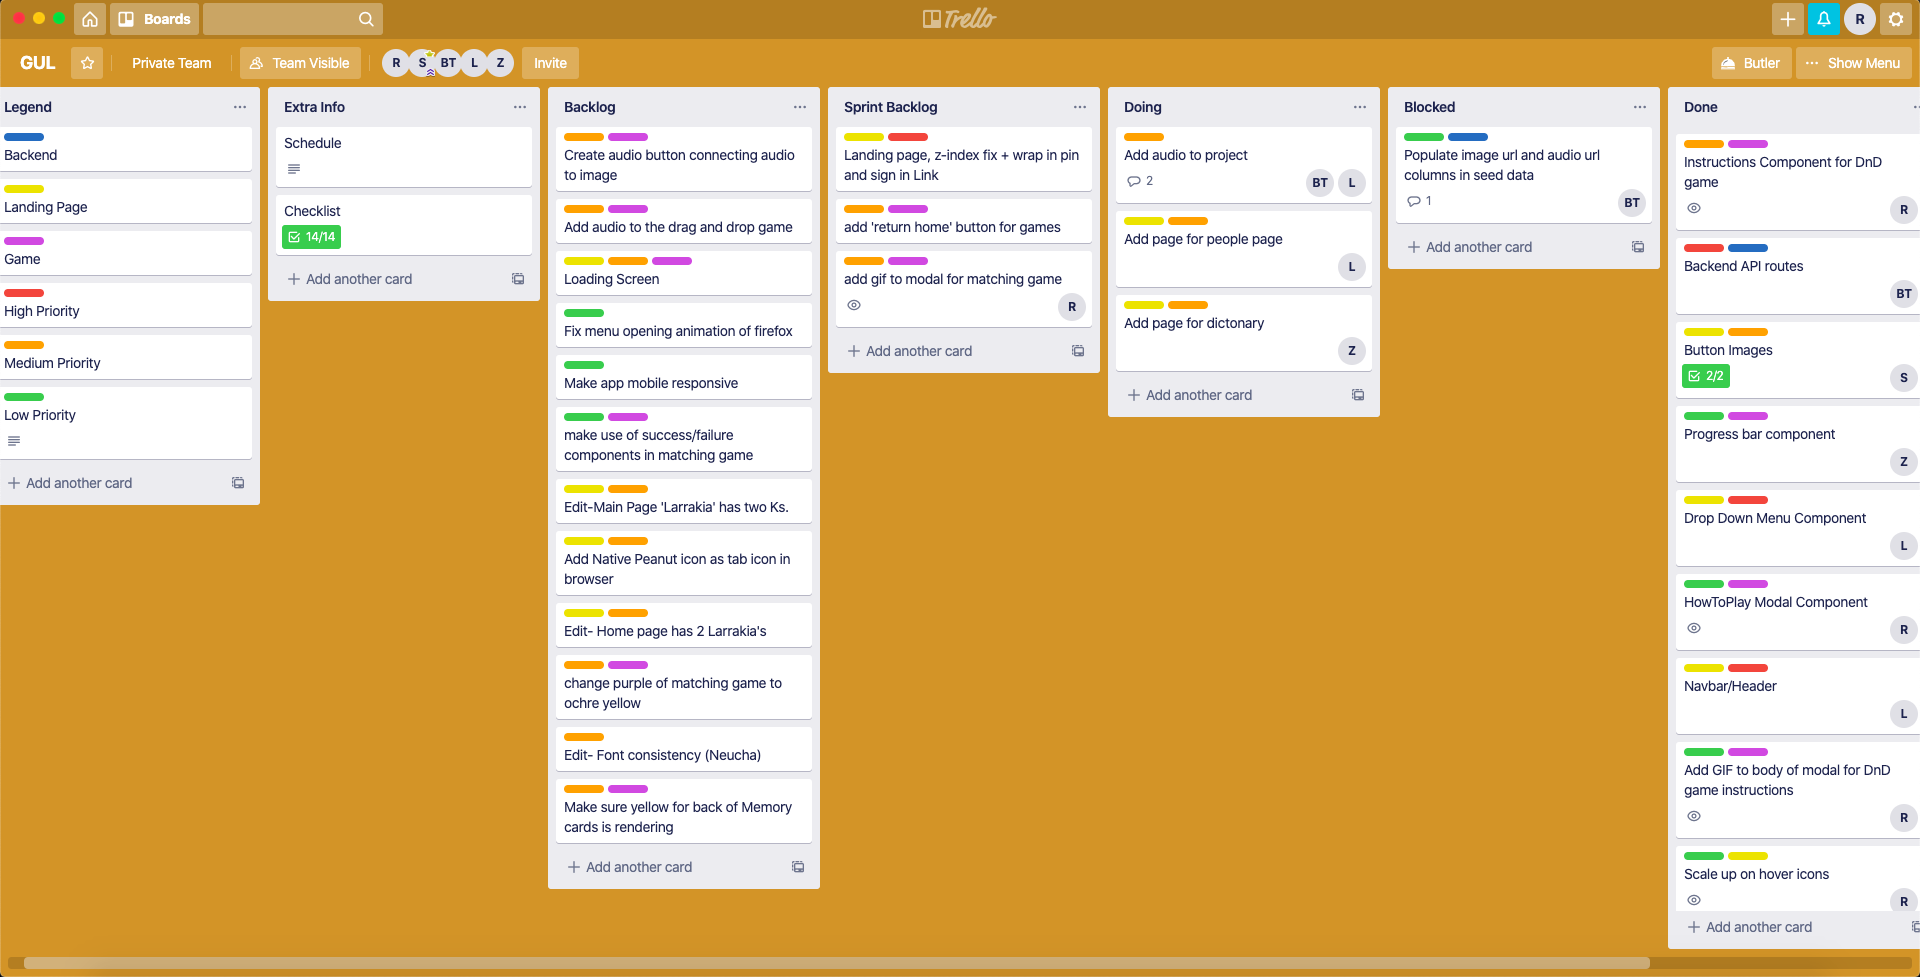 Boards
Trello
R
GUL
Private Team
Team Visible
R
S
BT
L
Z
Invite
Butler
Show Menu
Legend
Backend
Landing Page
Game
High Priority
Medium Priority
Low Priority
Add another card
Extra Info
Schedule
Checklist
14/14
Add another card
Backlog
Create audio button connecting audio
to image
Add audio to the drag and drop game
Loading Screen
Fix menu opening animation of firefox
Make app mobile responsive
make use of success/failure
components in matching game
Edit-Main Page 'Larrakia' has two Ks.
Add Native Peanut icon as tab icon in
browser
Edit- Home page has 2 Larrakia's
change purple of matching game to
ochre yellow
Edit- Font consistency (Neucha)
Make sure yellow for back of Memory
cards is rendering
Add another card
Sprint Backlog
Landing page, z-index fix + wrap in pin
and sign in Link
add 'return home' button for games
add gif to modal for matching game
R
Add another card
Doing
Add audio to project
2
BT
L
Add page for people page
L
Add page for dictonary
Z
Add another card
Blocked
Populate image url and audio url
columns in seed data
1
BT
Add another card
Done
Instructions Component for DnD
game
R
Backend API routes
BT
Button Images
2/2
S
Progress bar component
Z
Drop Down Menu Component
L
HowToPlay Modal Component
R
Navbar/Header
L
Add GIF to body of modal for DnD
game instructions
R
Scale up on hover icons
R
Add another card